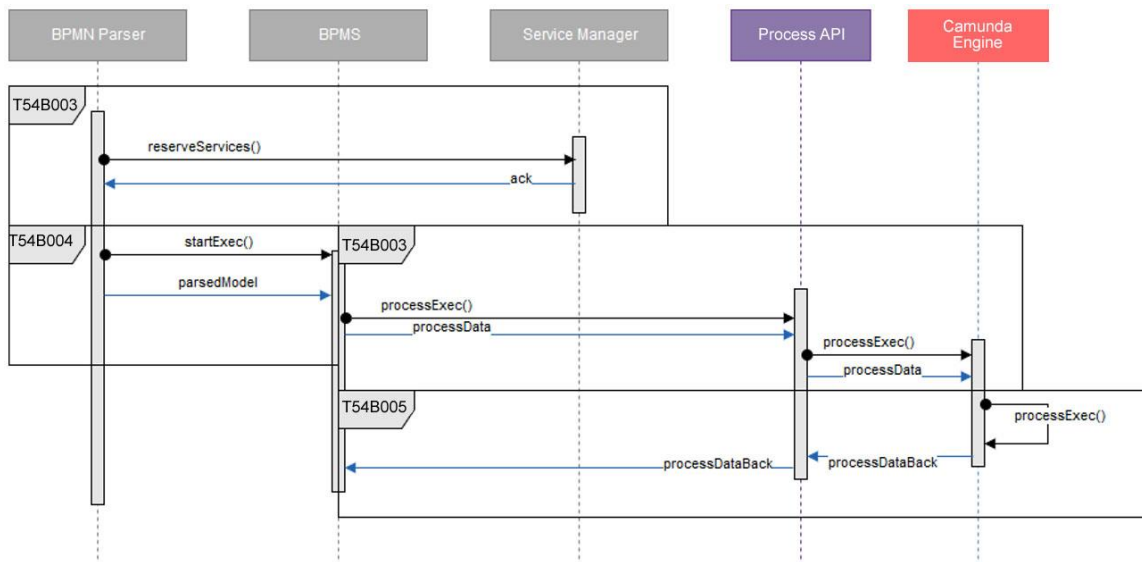 BPMN Parser
BPMS
Service Manager
Process API
Camunda
Engine
T54B003
reserveServices()
ack
T54B004
startExec()
T54B003
parsedModel
processExec()
processData
processExec()
processData
T54B005
processExec()
processDataBack
processDataBack